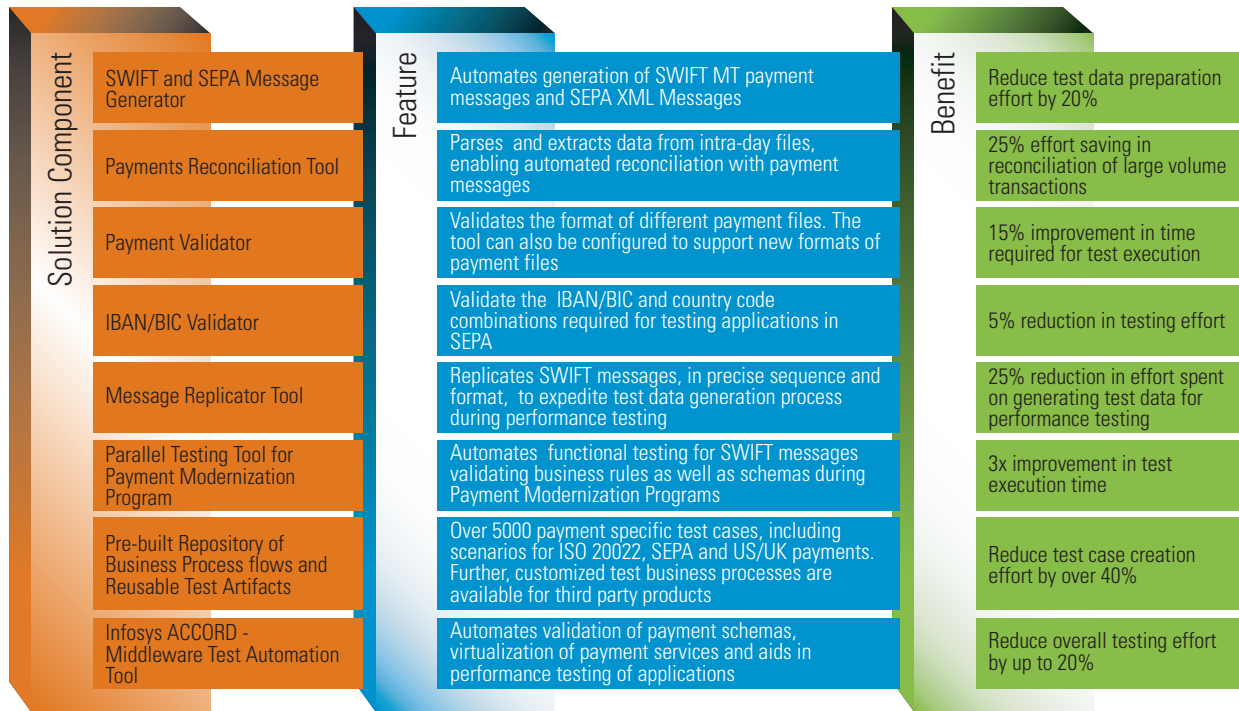 Solution Component
Feature
Benefit
SWIFT and SEPA Message
Generator
Automates generation of SWIFT MT payment
messages and SEPA XML Messages
Reduce test data preparation
effort by 20%
Payments Reconciliation Tool
Parses and extracts data from intra-day files,
enabling automated reconciliation with payment
messages
25% effort saving in
reconciliation of large volume
transactions
Payment Validator
Validates the format of different payment files. The
tool can also be configured to support new formats of
payment files
15% improvement in time
required for test execution
IBAN/BIC Validator
Validate the IBAN/BIC and country code
combinations required for testing applications in
SEPA
5% reduction in testing effort
Message Replicator Tool
Replicates SWIFT messages, in precise sequence and
format, to expedite test data generation process
during performance testing
25% reduction in effort spent
on generating test data for
performance testing
Parallel Testing Tool for
Payment Modernization
Program
Automates functional testing for SWIFT messages
validating business rules as well as schemas during
Payment Modernization Programs
3x improvement in test
execution time
Pre-built Repository of
Business Process flows and
Reusable Test Artifacts
Over 5000 payment specific test cases, including
scenarios for ISO 20022, SEPA and US/UK payments.
Further, customized test business processes are
available for third party products
Reduce test case creation
effort by over 40%
Infosys ACCORD -
Middleware Test Automation
Tool
Automates validation of payment schemas,
virtualization of payment services and aids in
performance testing of applications
Reduce overall testing effort
by up to 20%